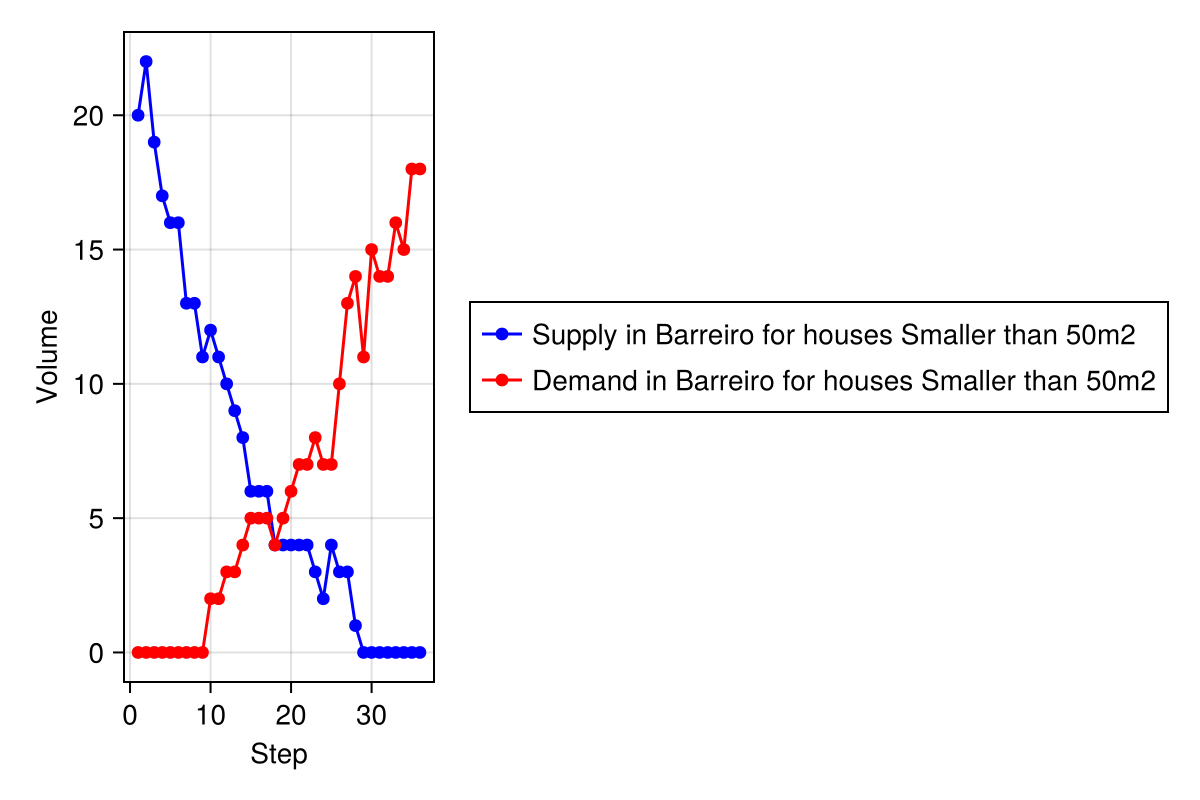 20
15
10
5
0
Volume
0 10 20 30
Step
Supply in Barreiro for houses Smaller than 50m2
Demand in Barreiro for houses Smaller than 50m2